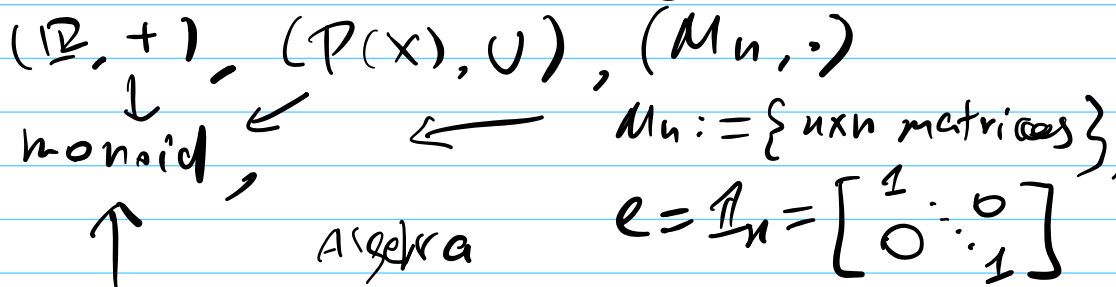 (ℝ, +), (P(X), ∪), (Mn, ·)
↓ ↙ ← Mn := {n×n matrices},
monoid,
↑ Algebra e = 𝟙n = [1 ⋱ 0 0 ⋱ 1]